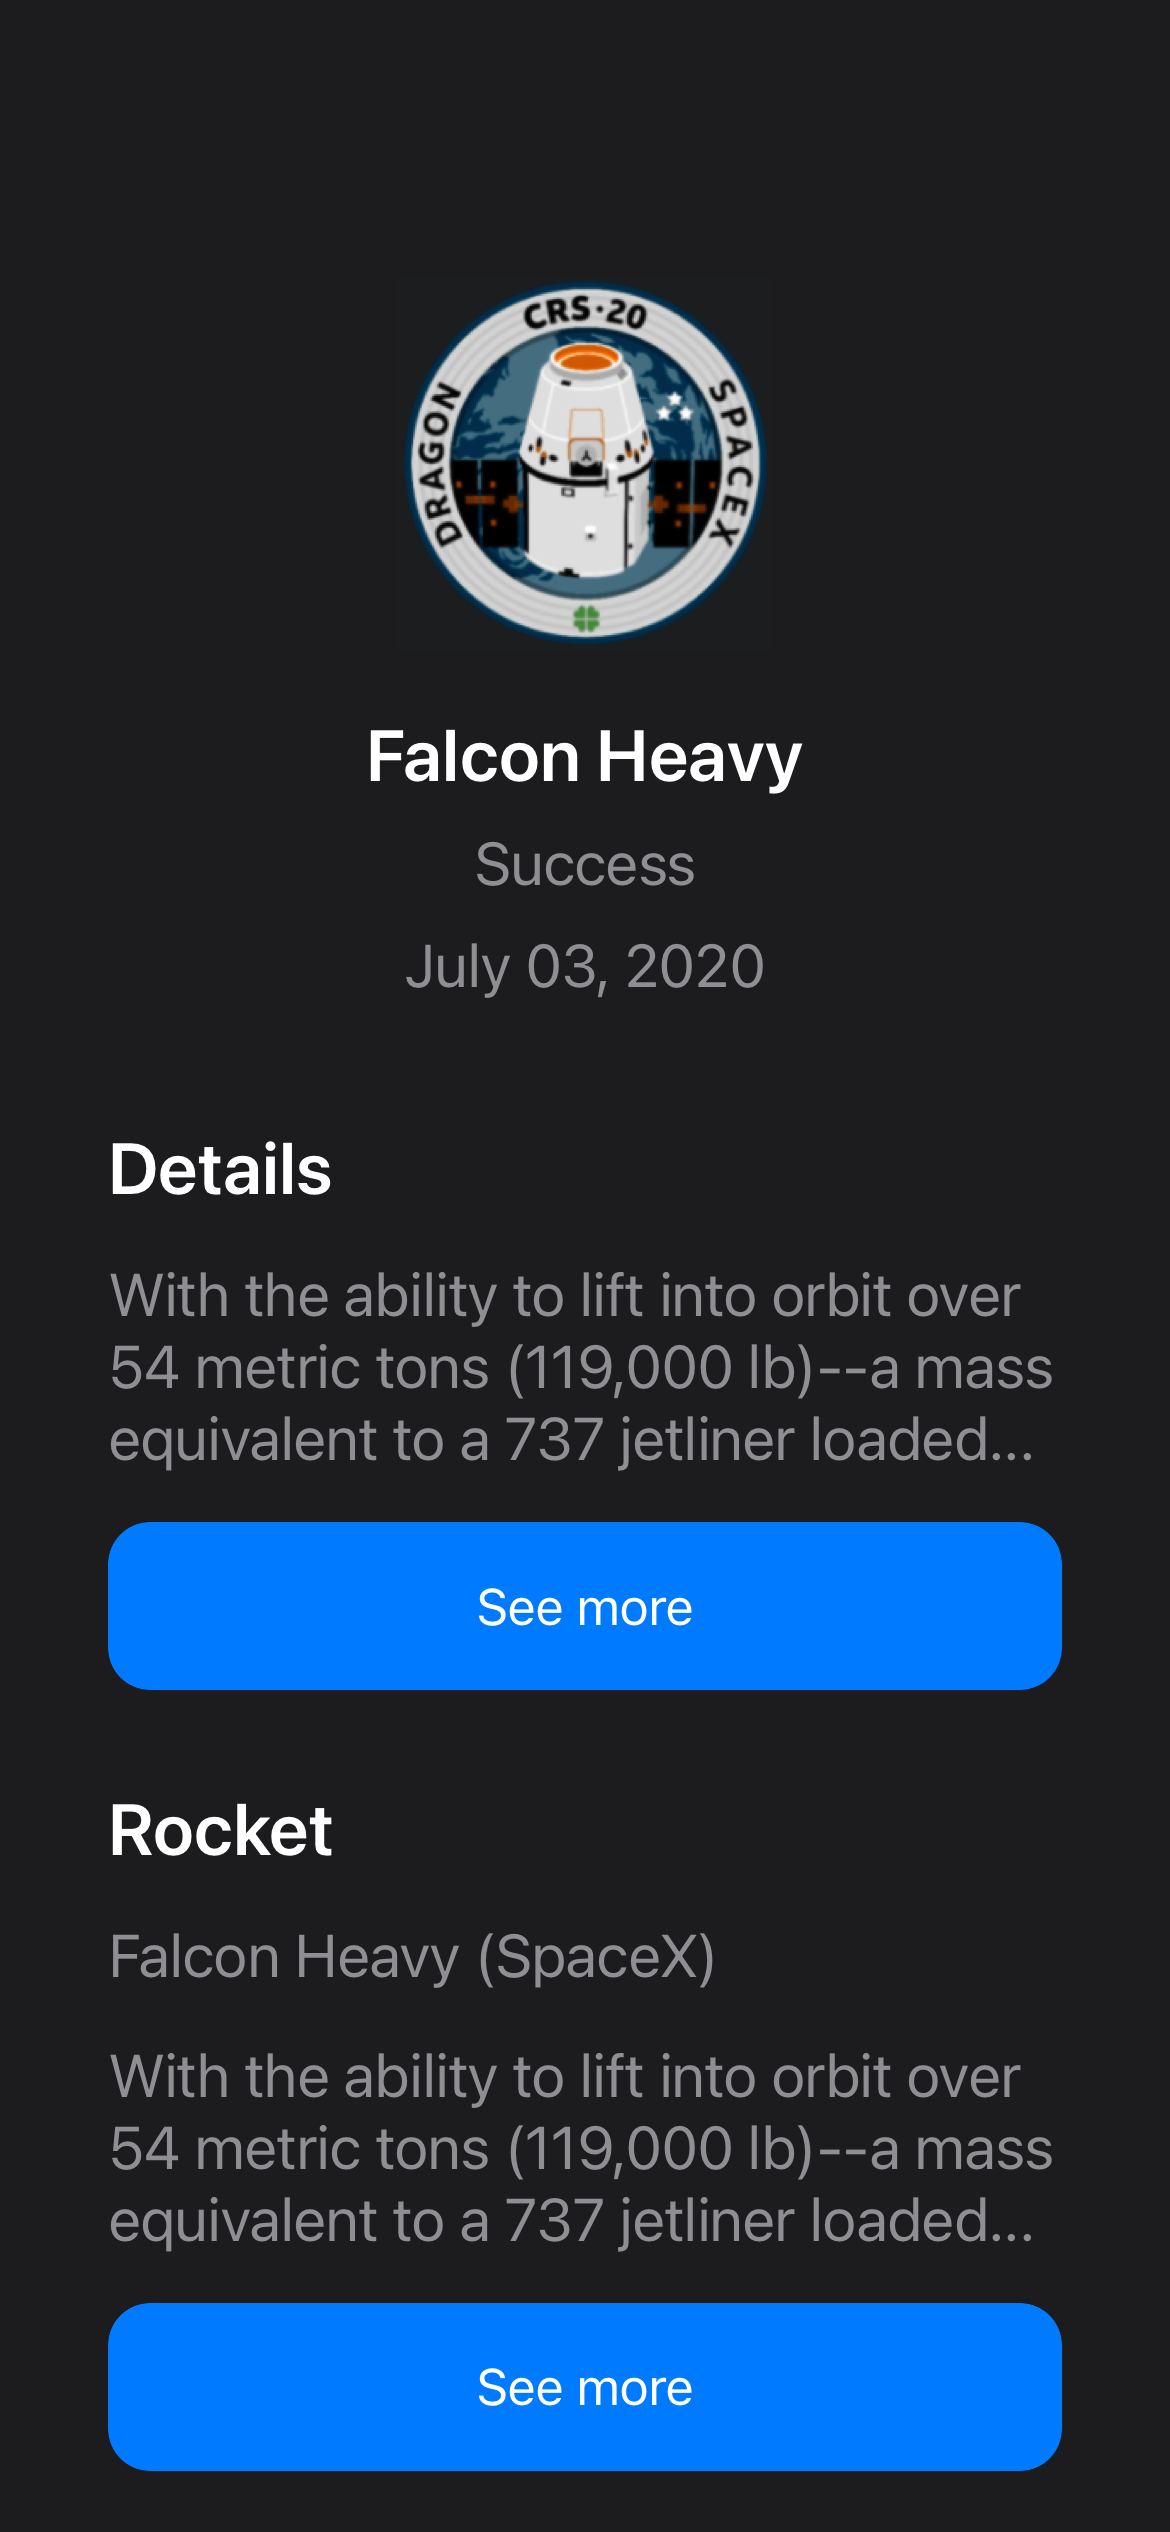 CRS·20
DRAGON
SPACEX
Falcon Heavy
Success
July 03, 2020
Details
With the ability to lift into orbit over
54 metric tons (119,000 lb)--a mass
equivalent to a 737 jetliner loaded...
See more
Rocket
Falcon Heavy (SpaceX)
With the ability to lift into orbit over
54 metric tons (119,000 lb)--a mass
equivalent to a 737 jetliner loaded...
See more